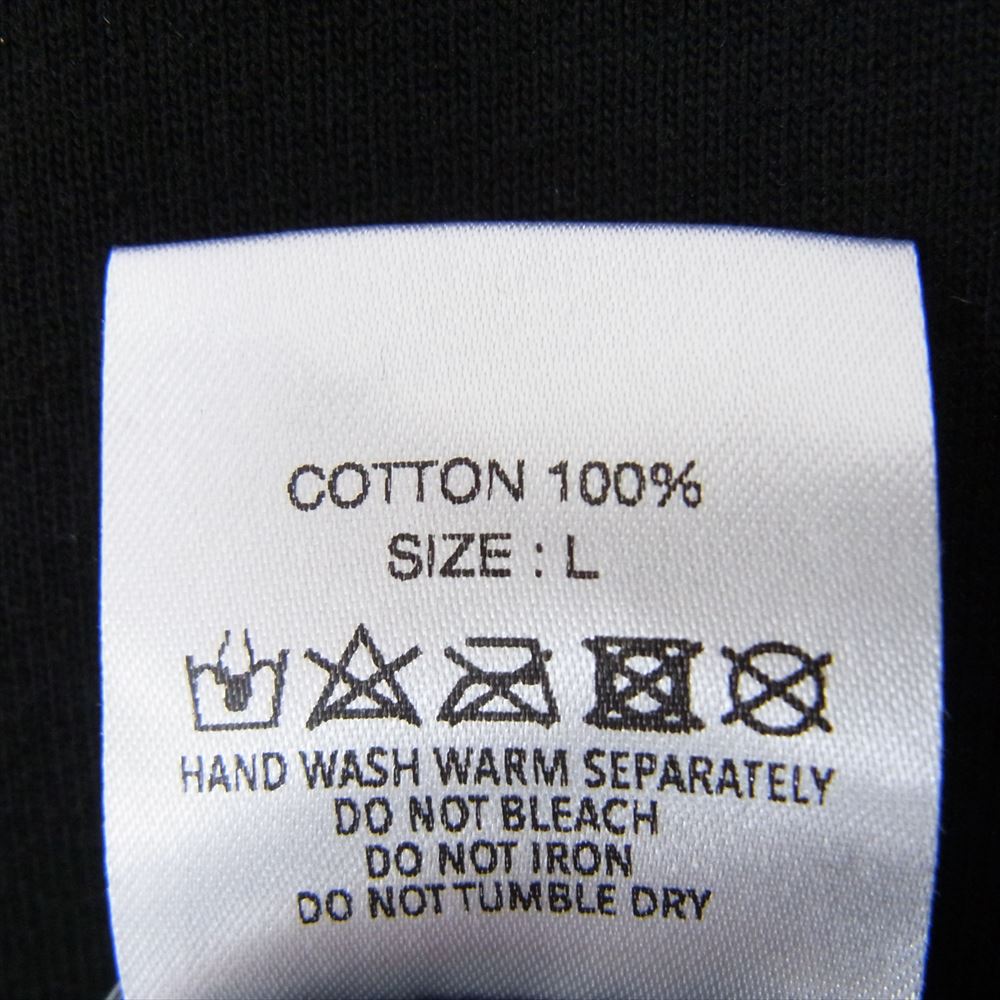 COTTON 100%
SIZE : L
HAND WASH WARM SEPARATELY
DO NOT BLEACH
DO NOT IRON
DO NOT TUMBLE DRY